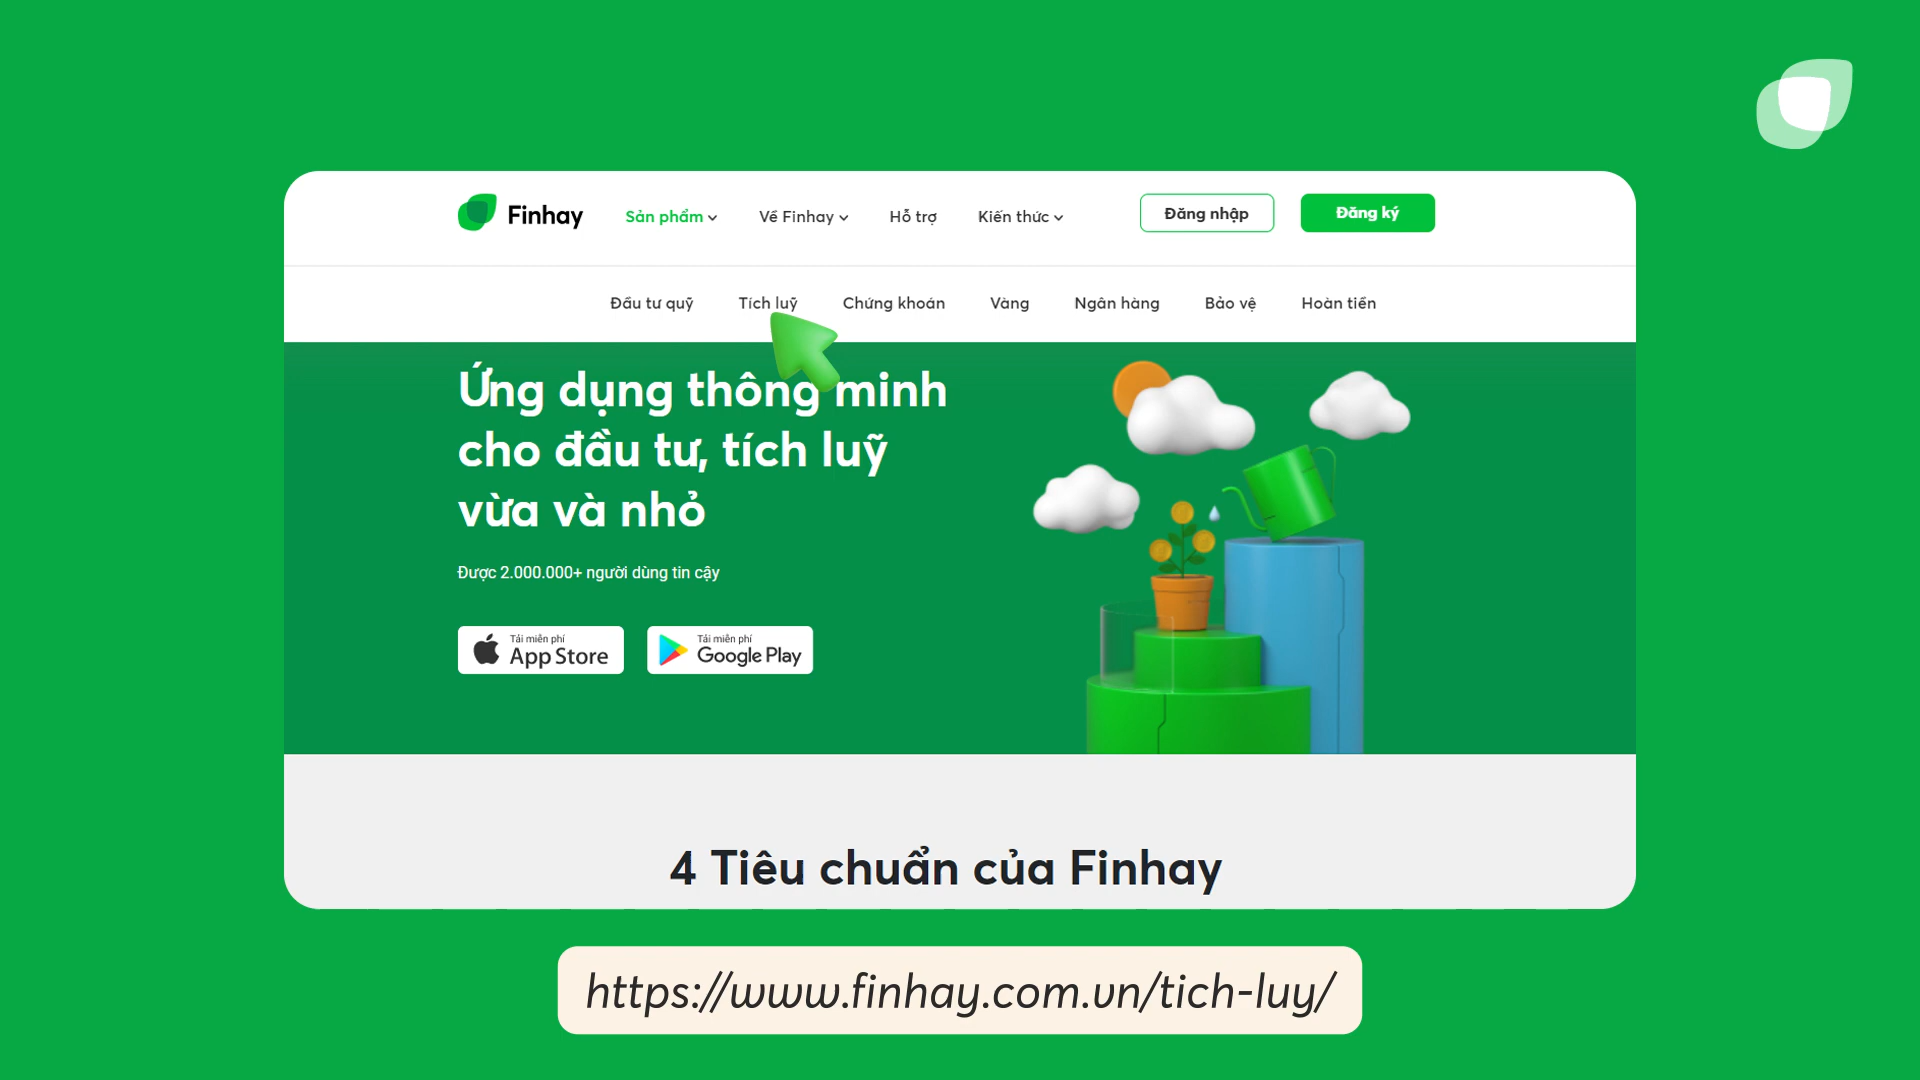 Finhay
Sản phẩm
Về Finhay
Hỗ trợ
Kiến thức
Đăng nhập
Đăng ký
Đầu tư quỹ
Tích luỹ
Chứng khoán
Vàng
Ngân hàng
Bảo vệ
Hoàn tiền
Ứng dụng thông minh
cho đầu tư, tích luỹ
vừa và nhỏ
Được 2.000.000+ người dùng tin cậy
Tải miễn phí
App Store
Tải miễn phí
Google Play
4 Tiêu chuẩn của Finhay
https://www.finhay.com.vn/tich-luy/